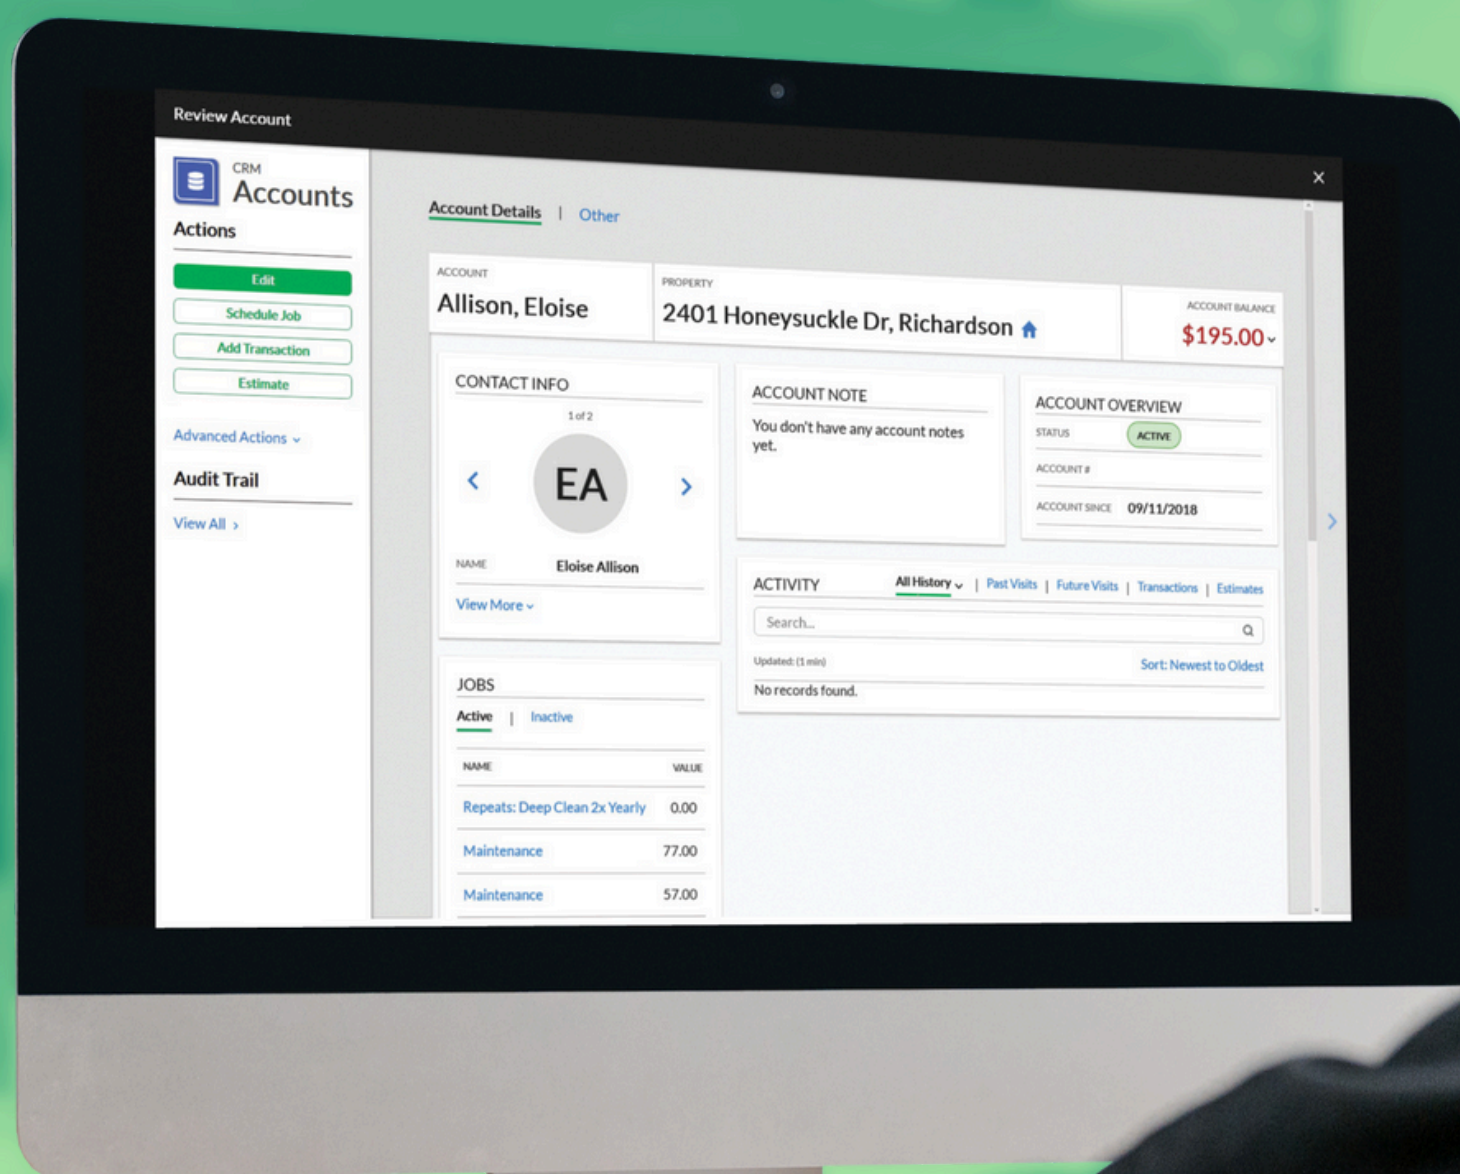 Review Account
CRM
Accounts
Actions
Edit
Schedule Job
Add Transaction
Estimate
Advanced Actions
Audit Trail
View All
Account Details | Other
ACCOUNT
Allison, Eloise
PROPERTY
2401 Honeysuckle Dr, Richardson
ACCOUNT BALANCE
$195.00
CONTACT INFO
1 of 2
EA
NAME Eloise Allison
View More
JOBS
Active | Inactive
NAME VALUE
Repeats: Deep Clean 2x Yearly 0.00
Maintenance 77.00
Maintenance 57.00
ACCOUNT NOTE
You don't have any account notes
yet.
ACCOUNT OVERVIEW
STATUS ACTIVE
ACCOUNT #
ACCOUNT SINCE 09/11/2018
ACTIVITY All History | Past Visits | Future Visits | Transactions | Estimates
Search...
Updated: (1 min)
Sort: Newest to Oldest
No records found.